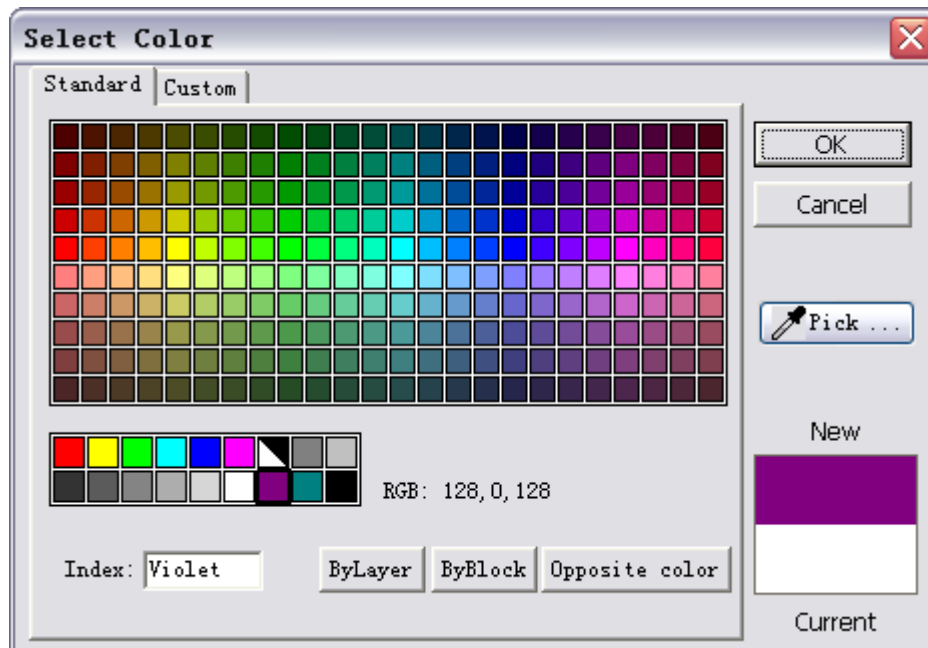 Select Color
Standard
Custom
OK
Cancel
Pick ...
New
RGB: 128,0,128
Index: Violet
ByLayer
ByBlock
Opposite color
Current